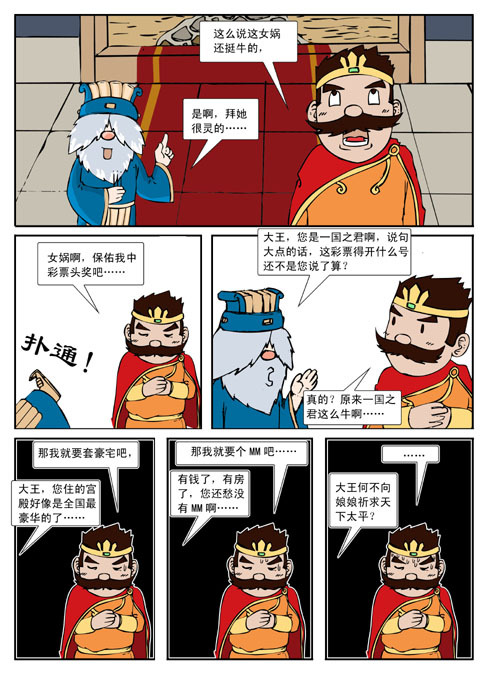 这么说这女娲
还挺牛的，
是啊，拜她
很灵的……
女娲啊，保佑我中
彩票头奖吧……
扑通！
大王，您是一国之君啊，说句
大点的话，这彩票得开什么号
还不是您说了算？
真的？原来一国之
君这么牛啊……
那我就要套豪宅吧，
大王，您住的宫
殿好像是全国最
豪华的了……
那我就要个 MM 吧……
有钱了，有房
了，您还愁没
有 MM 啊……
……
大王何不向
娘娘祈求天
下太平？